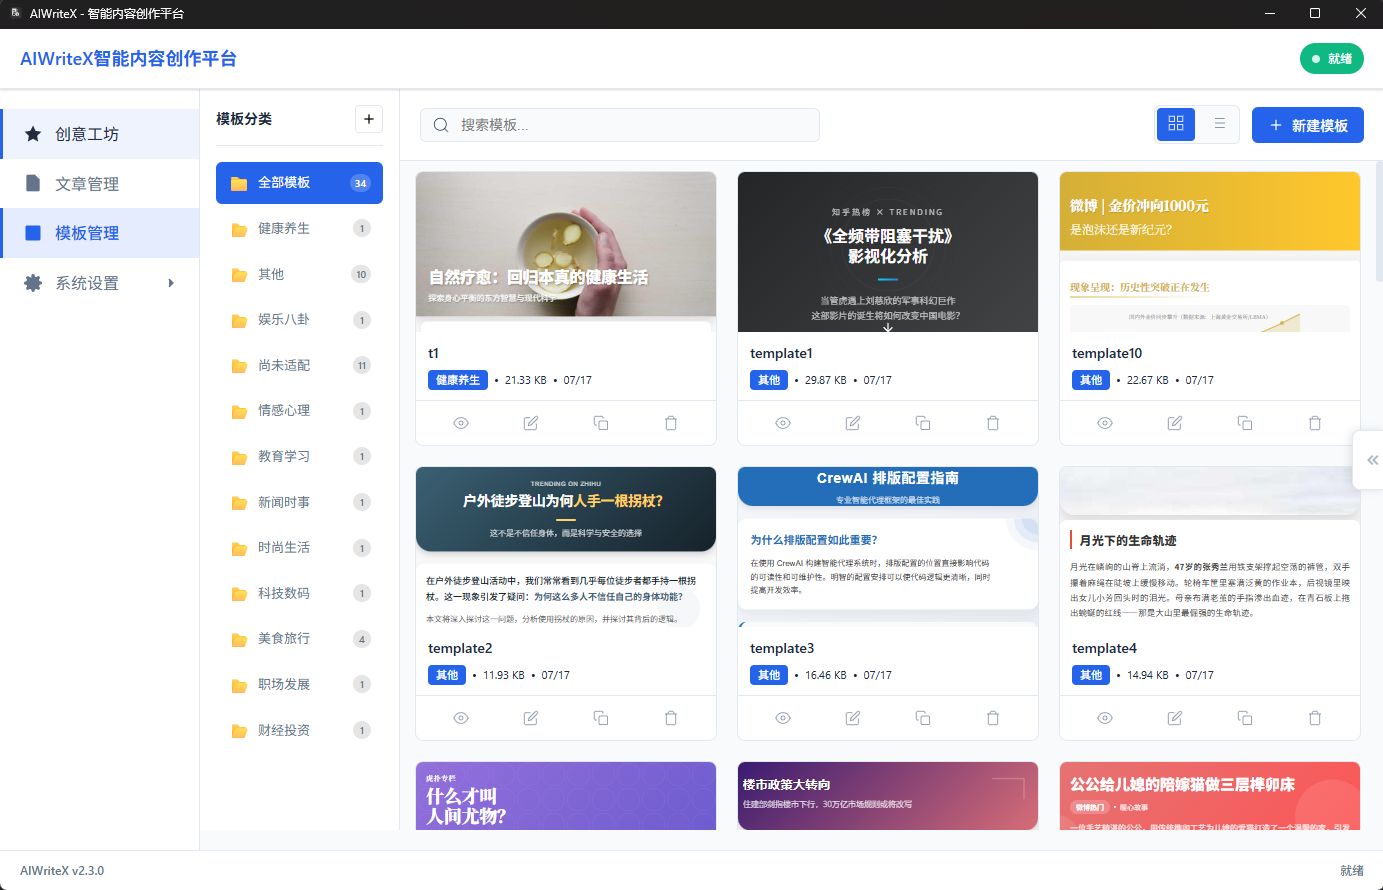 AIWriteX - 智能内容创作平台
AIWriteX智能内容创作平台
就绪
创意工坊
文章管理
模板管理
系统设置
模板分类
全部模板 34
健康养生 1
其他 10
娱乐八卦 1
尚未适配 11
情感心理 1
教育学习 1
新闻时事 1
时尚生活 1
科技数码 1
美食旅行 4
职场发展 1
财经投资 1
搜索模板...
新建模板
自然疗愈：回归本真的健康生活
探索身心平衡的东方智慧与现代科学
t1
健康养生 • 21.33 KB • 07/17
知乎热榜 × TRENDING
《全频带阻塞干扰》
影视化分析
当管虎遇上刘慈欣的军事科幻巨作
这部影片的诞生将如何改变中国电影？
template1
其他 • 29.87 KB • 07/17
微博 | 金价冲向1000元
是泡沫还是新纪元？
现象呈现：历史性突破正在发生
template10
其他 • 22.67 KB • 07/17
TRENDING ON ZHIHU
户外徒步登山为何人手一根拐杖？
这不是不信任身体，而是科学与安全的选择
在户外徒步登山活动中，我们常常看到几乎每位徒步者都手持一根拐
杖。这一现象引发了疑问：为何这么多人不信任自己的身体功能？
本文将深入探讨这一问题，分析使用拐杖的原因，并探讨其背后的逻辑。
template2
其他 • 11.93 KB • 07/17
CrewAI 排版配置指南
专业智能代理框架的最佳实践
为什么排版配置如此重要？
在使用 CrewAI 构建智能代理系统时，排版配置的位置直接影响代码
的可读性和可维护性。明智的配置安排可以使代码逻辑更清晰，同时
提高开发效率。
template3
其他 • 16.46 KB • 07/17
月光下的生命轨迹
月光在嶙峋的山脊上流淌，47岁的张秀兰用铁支架撑起空荡的裤管，双手
攥着麻绳在陡坡上缓慢移动。轮椅车筐里塞满泛黄的作业本，后视镜里映
出女儿小芳回头时的泪光。母亲布满老茧的手指渗出血迹，在青石板上拖
出蜿蜒的红线——那是大山里最倔强的生命轨迹。
template4
其他 • 14.94 KB • 07/17
虎扑专栏
什么才叫
人间尤物？
楼市政策大转向
住建部剑指楼市下行，30万亿市场规则或将改写
公公给儿媳的陪嫁猫做三层榫卯床
微博热门 • 暖心故事
AIWriteX v2.3.0
就绪